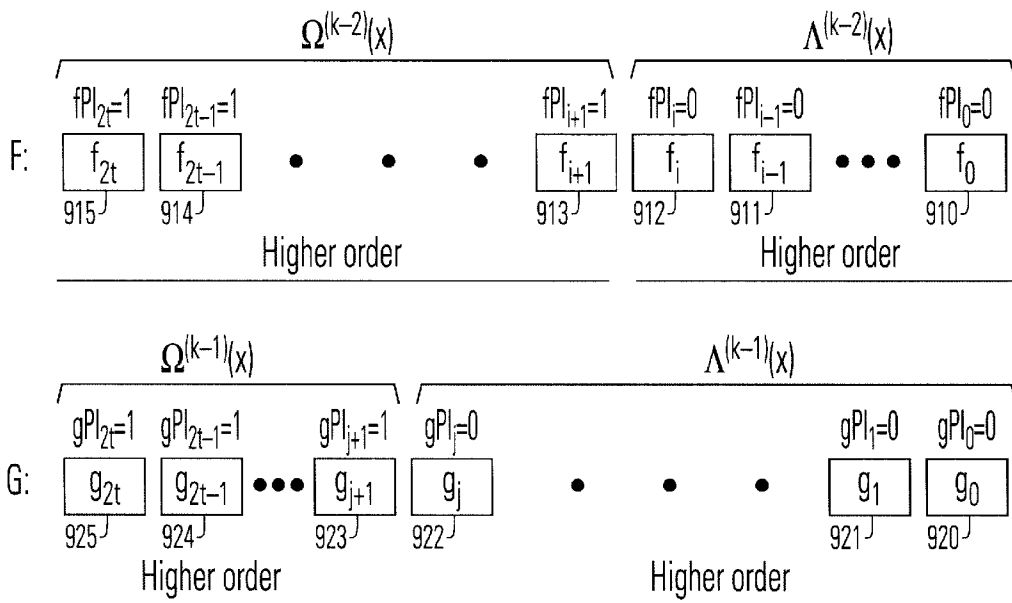 Ω^(k–2)(x) Λ^(k–2)(x)
fPI_2t=1 fPI_2t–1=1 fPI_i+1=1 fPI_i=0 fPI_i–1=0 fPI_0=0
F: f_2t f_2t–1 • • • f_i+1 f_i f_i–1 ••• f_0
915 914 913 912 911 910
Higher order Higher order
Ω^(k–1)(x) Λ^(k–1)(x)
gPI_2t=1 gPI_2t–1=1 gPI_j+1=1 gPI_j=0 gPI_1=0 gPI_0=0
G: g_2t g_2t–1 ••• g_j+1 g_j • • • g_1 g_0
925 924 923 922 921 920
Higher order Higher order